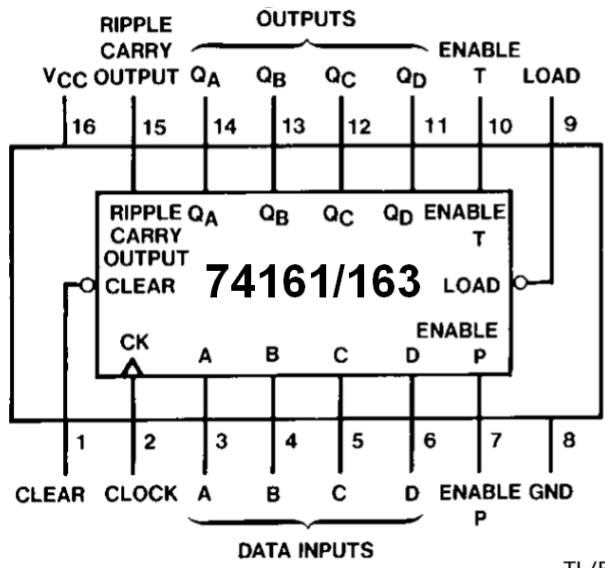 RIPPLE
OUTPUTS
CARRY
ENABLE
VCC OUTPUT QA QB QC QD T LOAD
16 15 14 13 12 11 10 9
RIPPLE QA QB QC QD ENABLE
CARRY T
OUTPUT
CLEAR 74161/163 LOAD
ENABLE
CK
A B C D P
1 2 3 4 5 6 7 8
CLEAR CLOCK A B C D ENABLE GND
P
DATA INPUTS